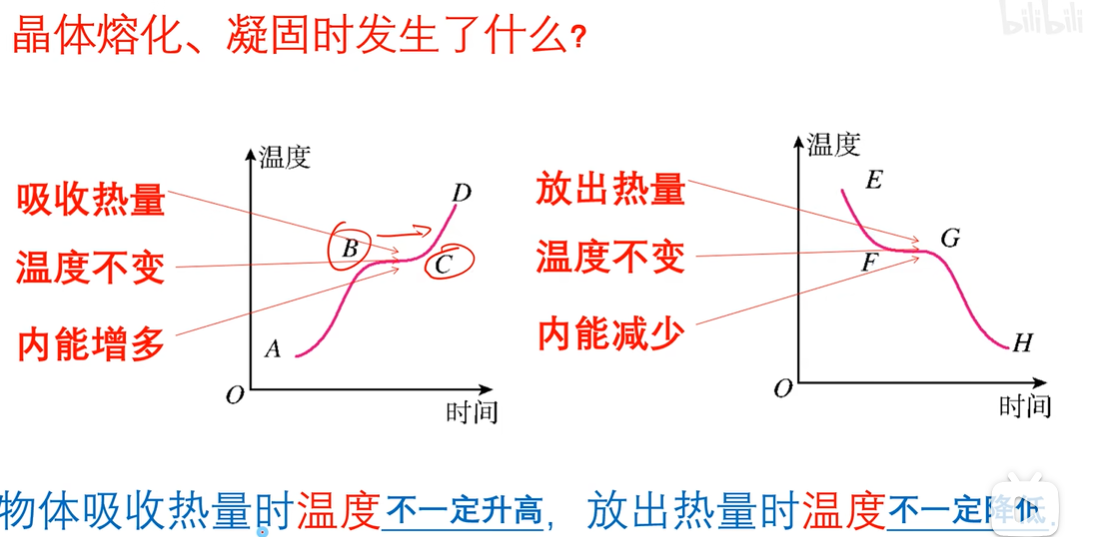 晶体熔化、凝固时发生了什么?
bilibili
温度
D
吸收热量
B
温度不变
C
内能增多
A
O
时间
温度
E
放出热量
G
温度不变
F
内能减少
H
O
时间
物体吸收热量时温度不一定升高，放出热量时温度不一定降低.